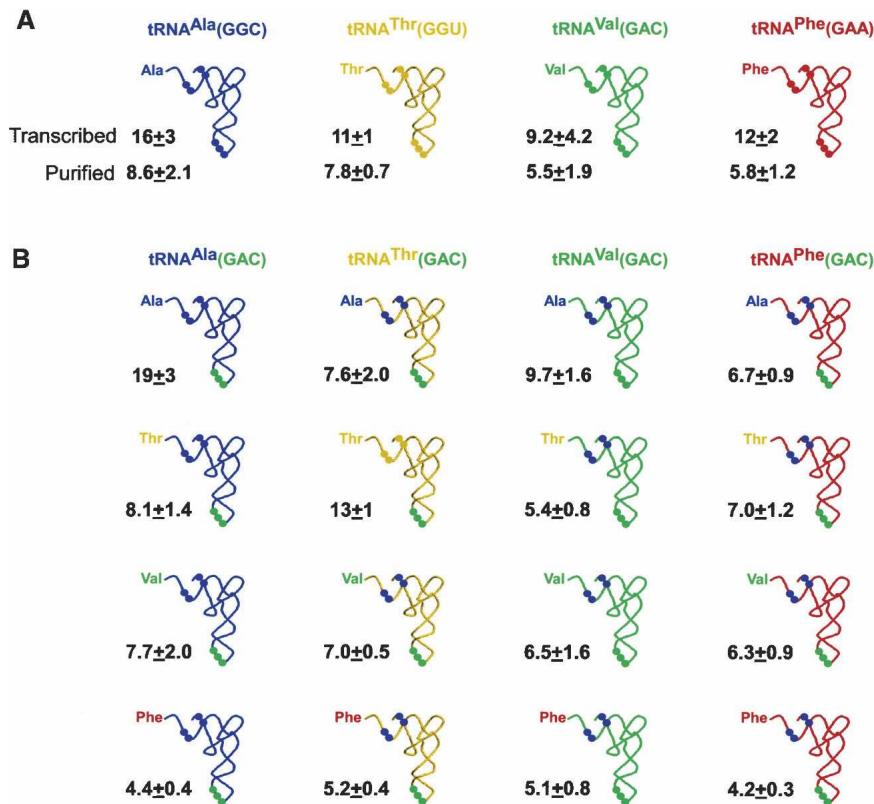 A
tRNAAla(GGC) tRNAThr(GGU) tRNAVal(GAC) tRNAPhe(GAA)
Ala Thr Val Phe
Transcribed 16±3 11±1 9.2±4.2 12±2
Purified 8.6±2.1 7.8±0.7 5.5±1.9 5.8±1.2
B
tRNAAla(GAC) tRNAThr(GAC) tRNAVal(GAC) tRNAPhe(GAC)
Ala Ala Ala Ala
19±3 7.6±2.0 9.7±1.6 6.7±0.9
Thr Thr Thr Thr
8.1±1.4 13±1 5.4±0.8 7.0±1.2
Val Val Val Val
7.7±2.0 7.0±0.5 6.5±1.6 6.3±0.9
Phe Phe Phe Phe
4.4±0.4 5.2±0.4 5.1±0.8 4.2±0.3